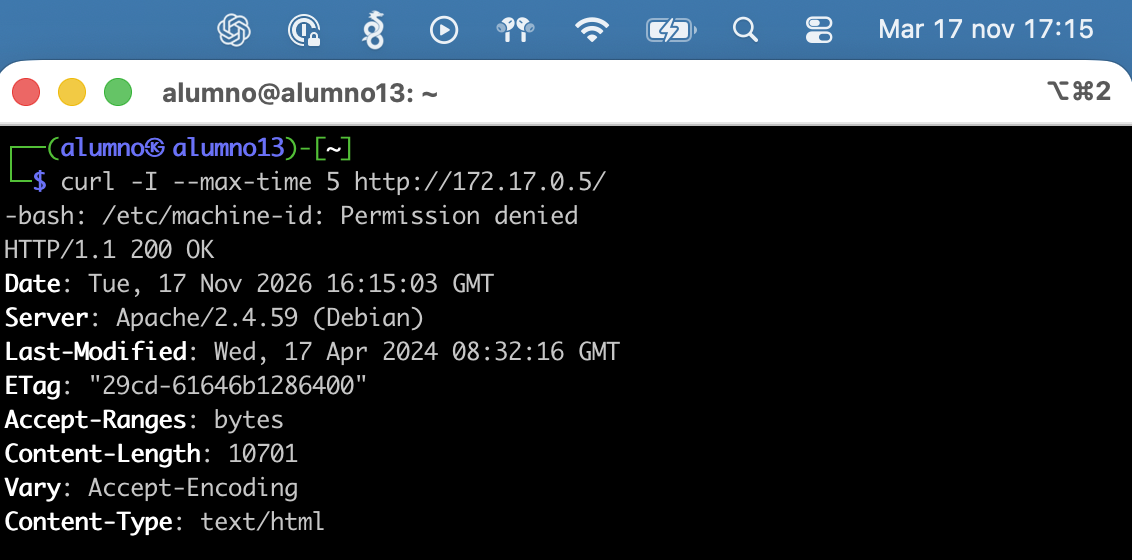 Mar 17 nov 17:15
alumno@alumno13: ~
⌥⌘2
┌──(alumno㉿alumno13)-[~]
└─$ curl -I --max-time 5 http://172.17.0.5/
-bash: /etc/machine-id: Permission denied
HTTP/1.1 200 OK
Date: Tue, 17 Nov 2026 16:15:03 GMT
Server: Apache/2.4.59 (Debian)
Last-Modified: Wed, 17 Apr 2024 08:32:16 GMT
ETag: "29cd-61646b1286400"
Accept-Ranges: bytes
Content-Length: 10701
Vary: Accept-Encoding
Content-Type: text/html